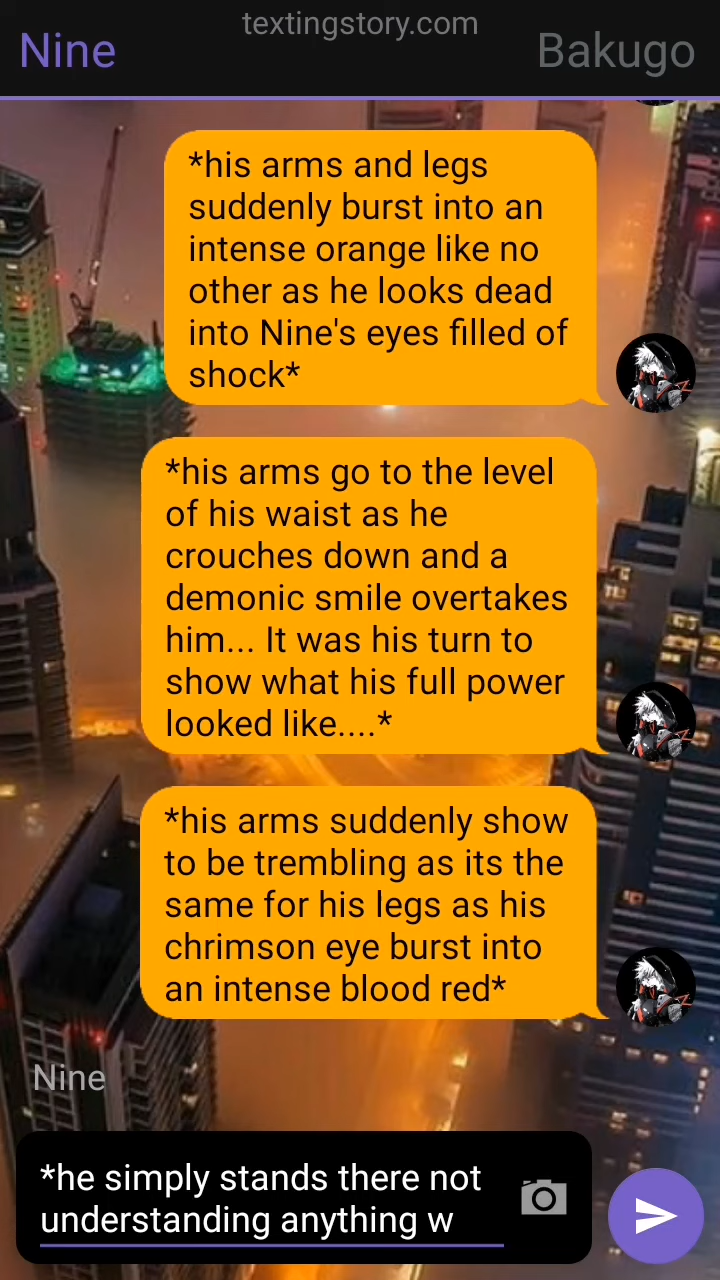 textingstory.com
Nine
Bakugo
*his arms and legs
suddenly burst into an
intense orange like no
other as he looks dead
into Nine's eyes filled of
shock*
*his arms go to the level
of his waist as he
crouches down and a
demonic smile overtakes
him... It was his turn to
show what his full power
looked like....*
*his arms suddenly show
to be trembling as its the
same for his legs as his
chrimson eye burst into
an intense blood red*
Nine
*he simply stands there not
understanding anything w